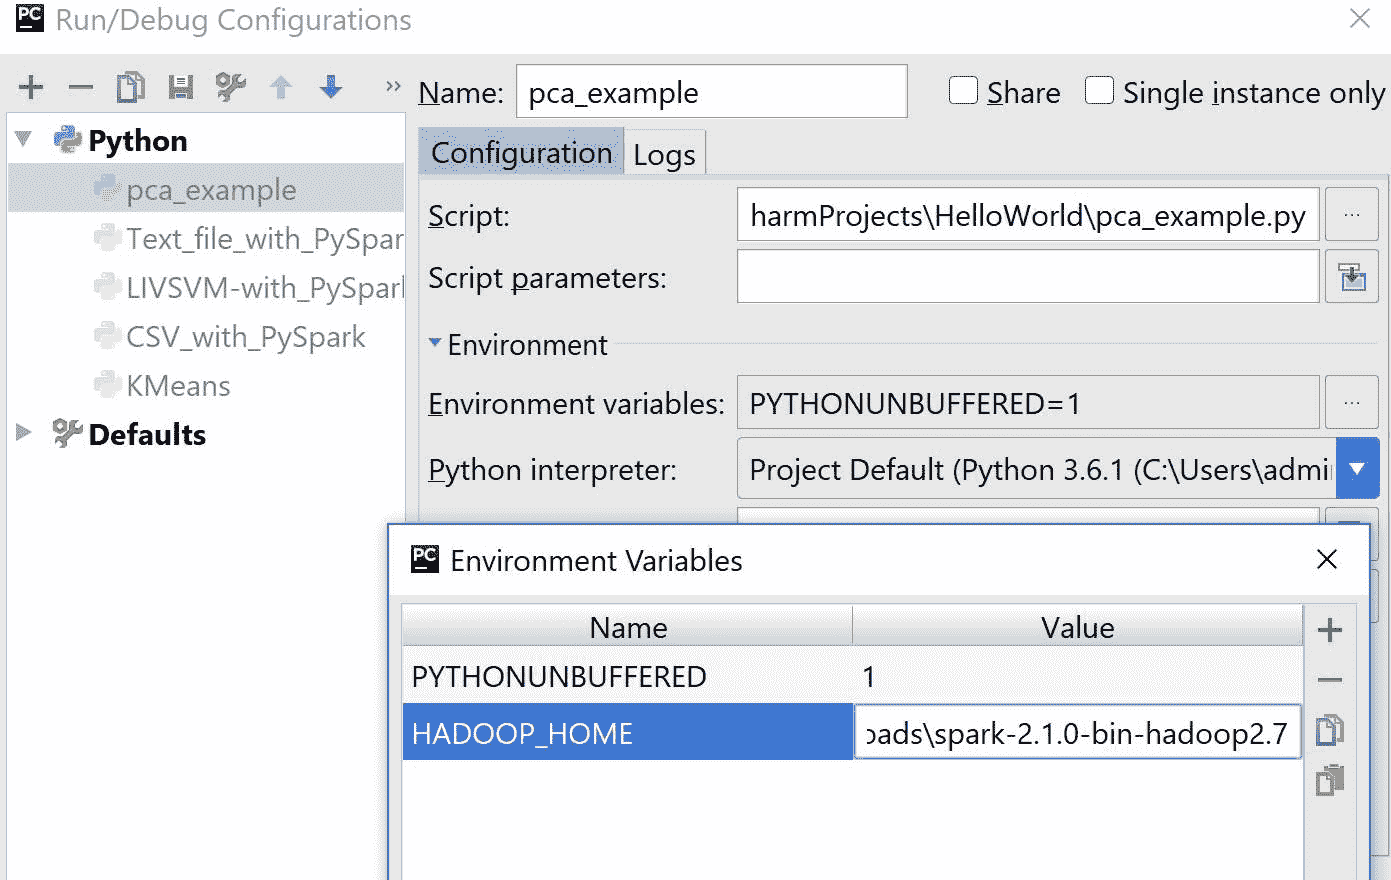 PC Run/Debug Configurations
Name: pca_example Share Single instance only
Python
pca_example
Text_file_with_PySpar
LIVSVM-with_PySpark
CSV_with_PySpark
KMeans
Defaults
Configuration Logs
Script: harmProjects\HelloWorld\pca_example.py ...
Script parameters:
Environment
Environment variables: PYTHONUNBUFFERED=1 ...
Python interpreter: Project Default (Python 3.6.1 (C:\Users\admi
PC Environment Variables
Name Value
PYTHONUNBUFFERED 1
HADOOP_HOME oads\spark-2.1.0-bin-hadoop2.7